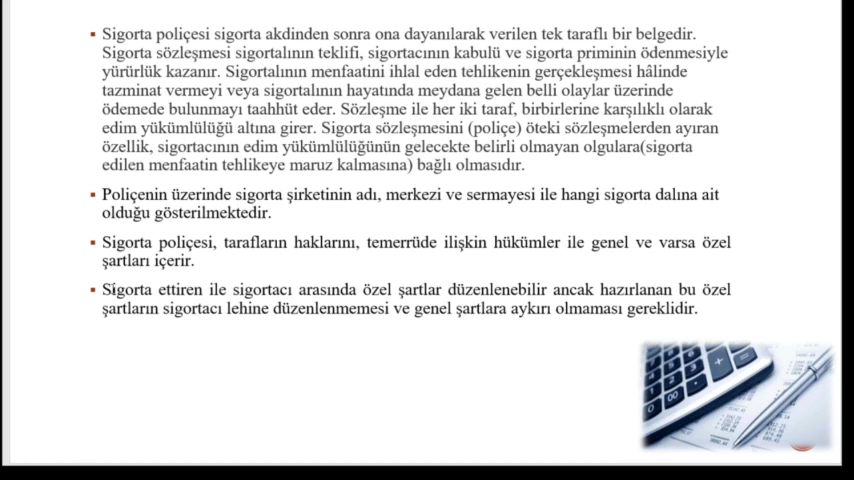 Sigorta poliçesi sigorta akdinden sonra ona dayanılarak verilen tek taraflı bir belgedir.
Sigorta sözleşmesi sigortalının teklifi, sigortacının kabulü ve sigorta priminin ödenmesiyle
yürürlük kazanır. Sigortalının menfaatini ihlal eden tehlikenin gerçekleşmesi hâlinde
tazminat vermeyi veya sigortalının hayatında meydana gelen belli olaylar üzerinde
ödemede bulunmayı taahhüt eder. Sözleşme ile her iki taraf, birbirlerine karşılıklı olarak
edim yükümlülüğü altına girer. Sigorta sözleşmesini (poliçe) öteki sözleşmelerden ayıran
özellik, sigortacının edim yükümlülüğünün gelecekte belirli olmayan olgulara(sigorta
edilen menfaatin tehlikeye maruz kalmasına) bağlı olmasıdır.
Poliçenin üzerinde sigorta şirketinin adı, merkezi ve sermayesi ile hangi sigorta dalına ait
olduğu gösterilmektedir.
Sigorta poliçesi, tarafların haklarını, temerrüde ilişkin hükümler ile genel ve varsa özel
şartları içerir.
Sigorta ettiren ile sigortacı arasında özel şartlar düzenlenebilir ancak hazırlanan bu özel
şartların sigortacı lehine düzenlenmemesi ve genel şartlara aykırı olmaması gereklidir.